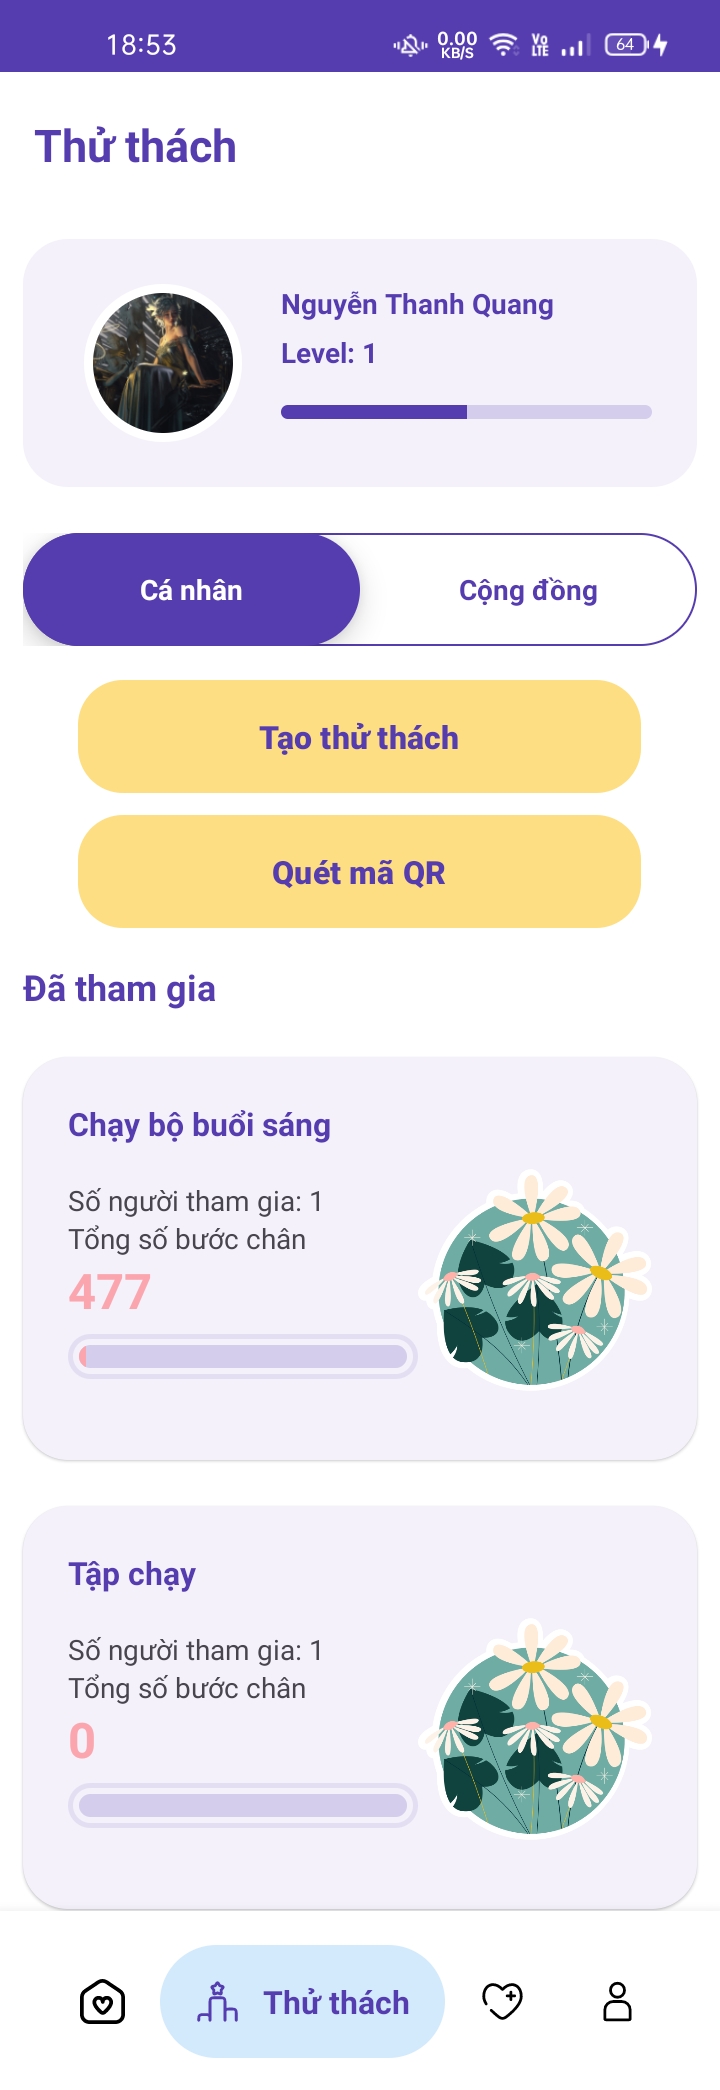 18:53
0.00
KB/S
Vo
LTE
64
Thử thách
Nguyễn Thanh Quang
Level: 1
Cá nhân
Cộng đồng
Tạo thử thách
Quét mã QR
Đã tham gia
Chạy bộ buổi sáng
Số người tham gia: 1
Tổng số bước chân
477
Tập chạy
Số người tham gia: 1
Tổng số bước chân
0
Thử thách